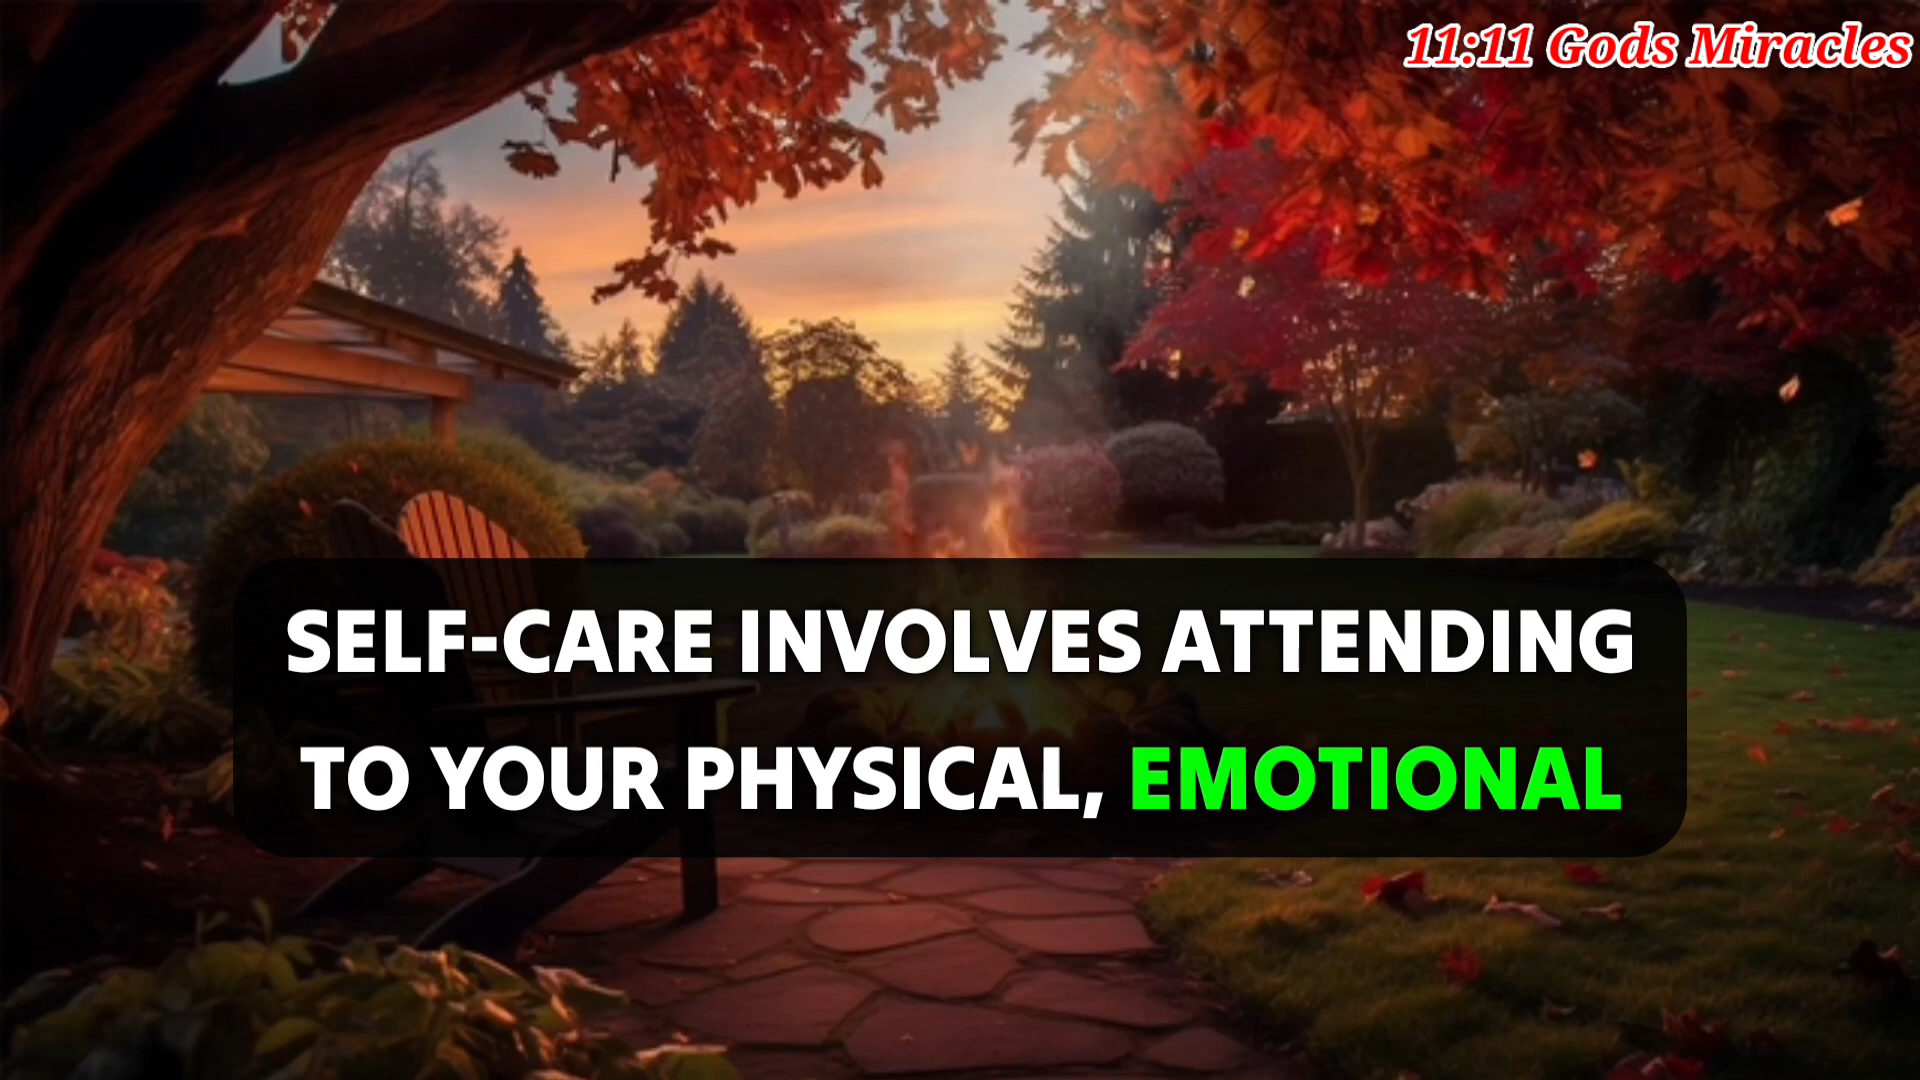 11:11 Gods Miracles
SELF-CARE INVOLVES ATTENDING
TO YOUR PHYSICAL, EMOTIONAL